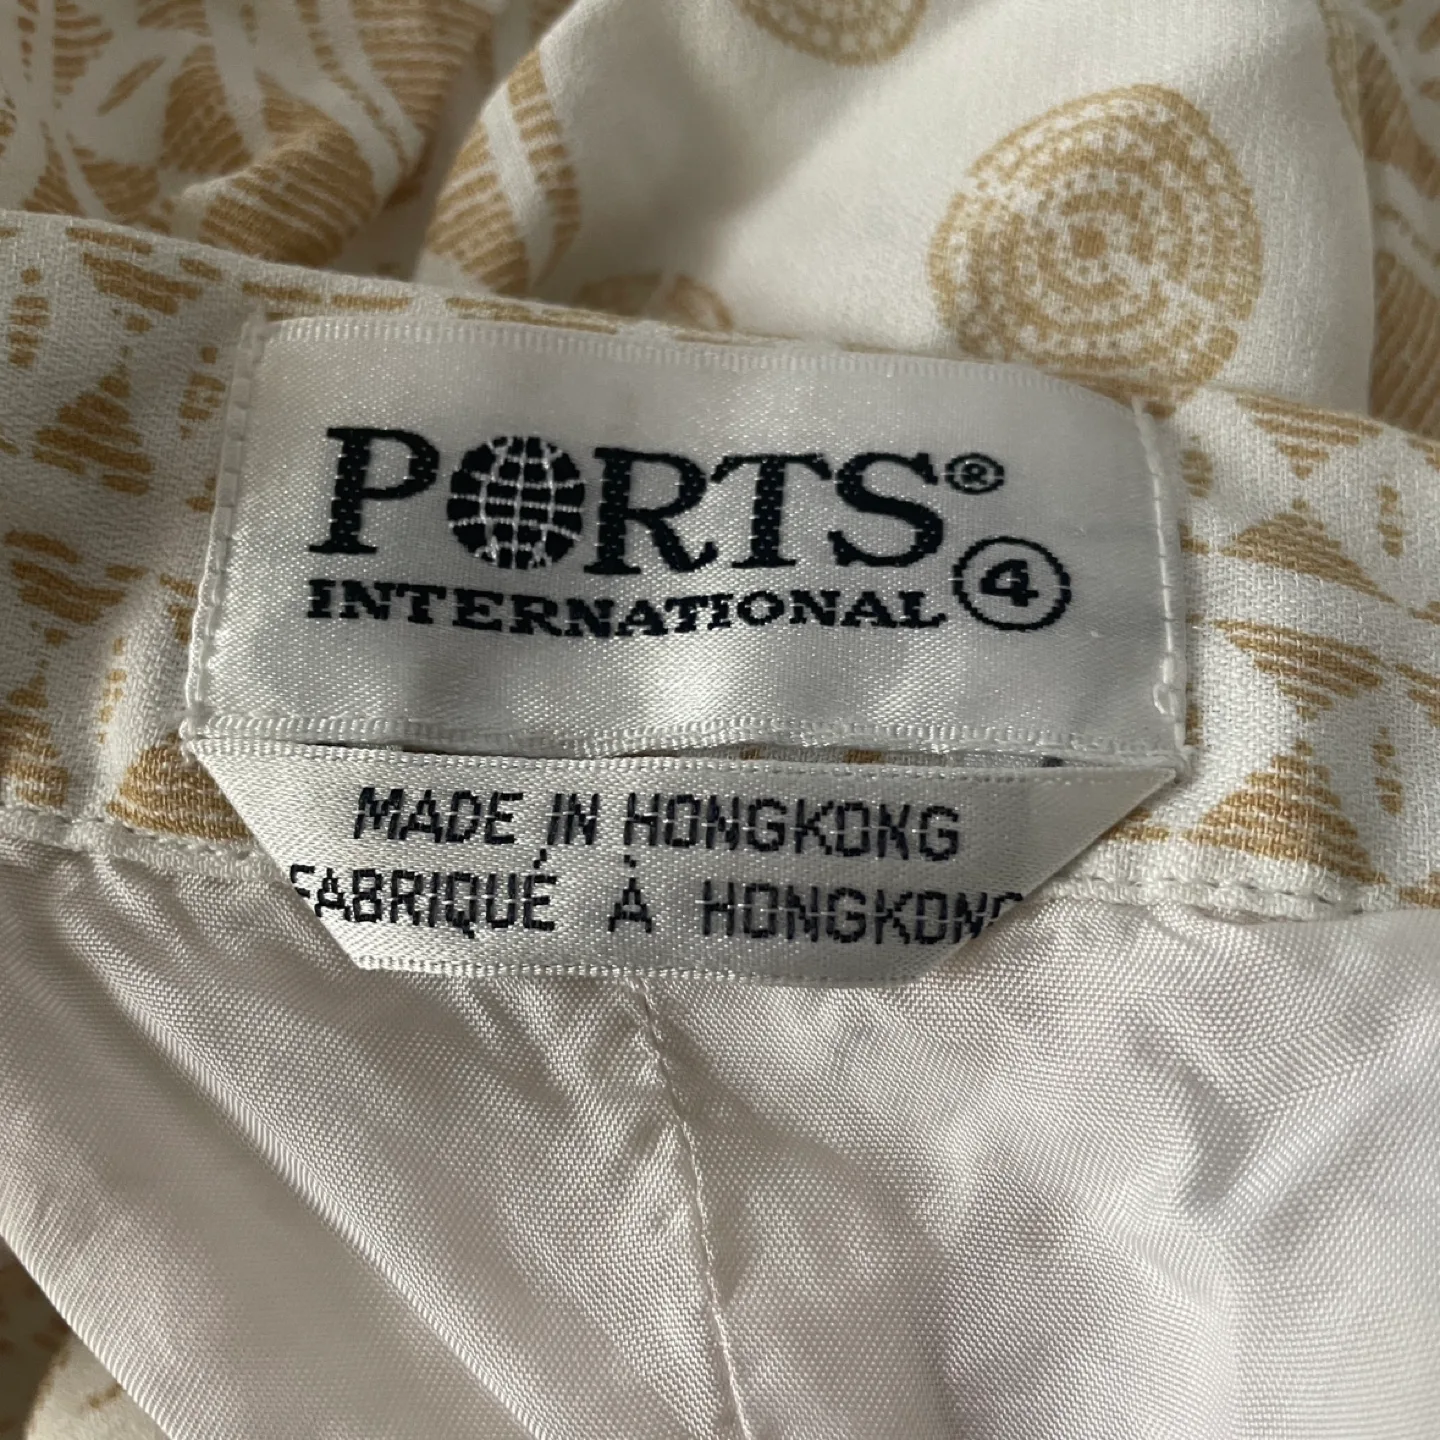 PORTS®
INTERNATIONAL 4
MADE IN HONGKONG
FABRIQUÉ À HONGKONG